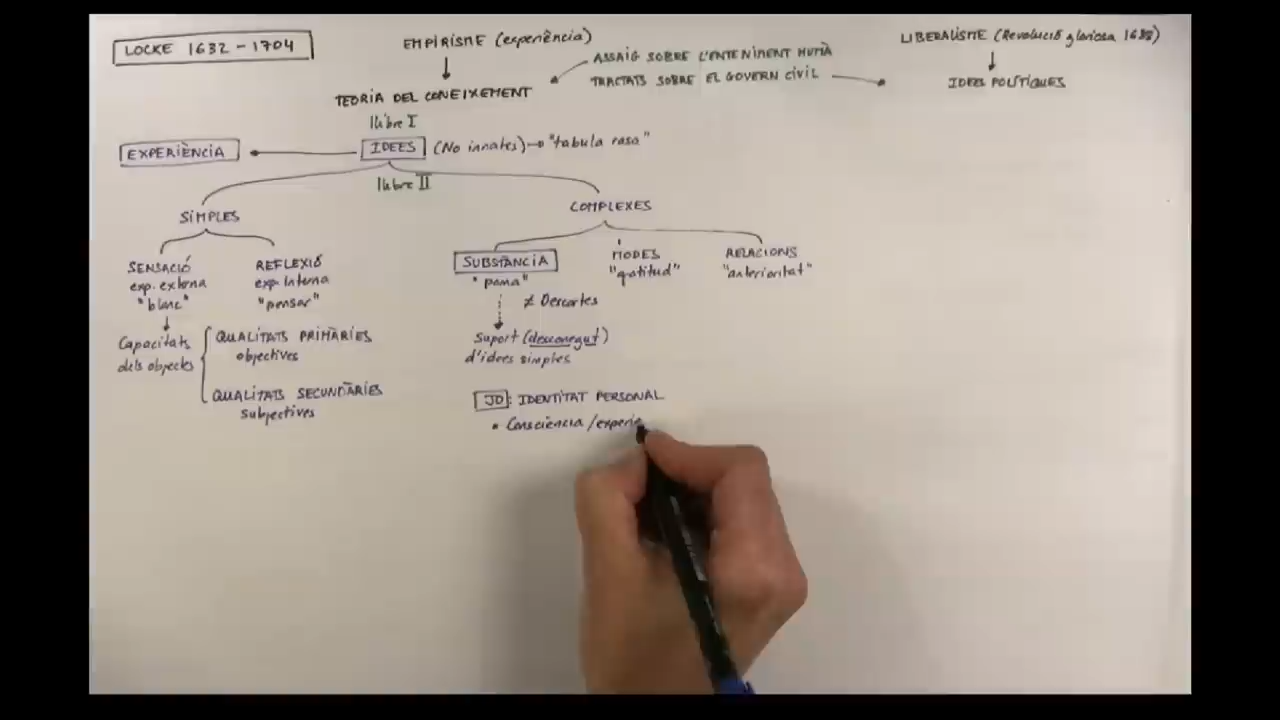 LOCKE 1632-1704
EMPIRISME (experiència)
ASSAIG SOBRE L'ENTENIMENT HUMÀ
TRACTATS SOBRE EL GOVERN CIVIL
LIBERALISME (Revolució gloriosa 1688)
IDEES POLÍTIQUES
TEORIA DEL CONEIXEMENT
llibre I
EXPERIÈNCIA
IDEES (No innates) → "tabula rasa"
llibre II
SIMPLES
COMPLEXES
SENSACIÓ
exp. externa
"blanc"
REFLEXIÓ
exp. interna
"pensar"
SUBSTÀNCIA
"poma"
MODES
"gratitud"
RELACIONS
"anterioritat"
≠ Descartes
Suport (desconegut)
d'idees simples
Capacitats
dels objectes
QUALITATS PRIMÀRIES
objectives
QUALITATS SECUNDÀRIES
subjectives
JO: IDENTITAT PERSONAL
• Consciència/experiè